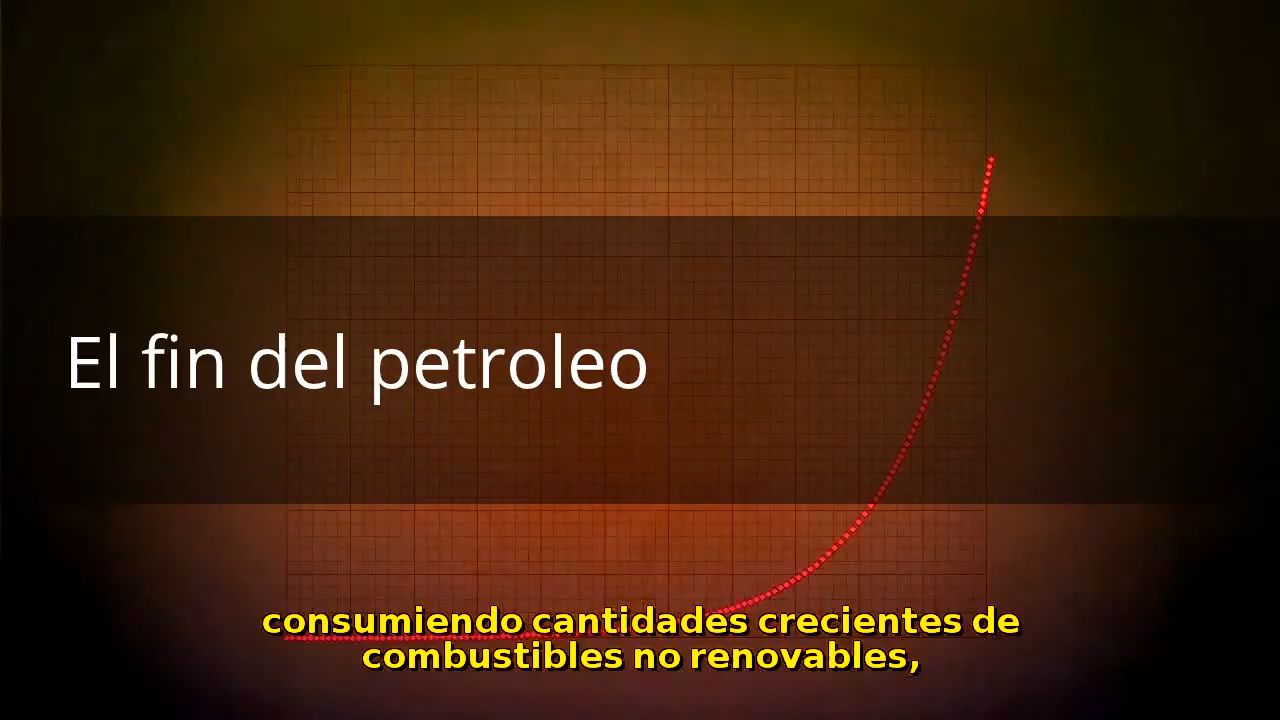 El fin del petroleo
consumiendo cantidades crecientes de
combustibles no renovables,